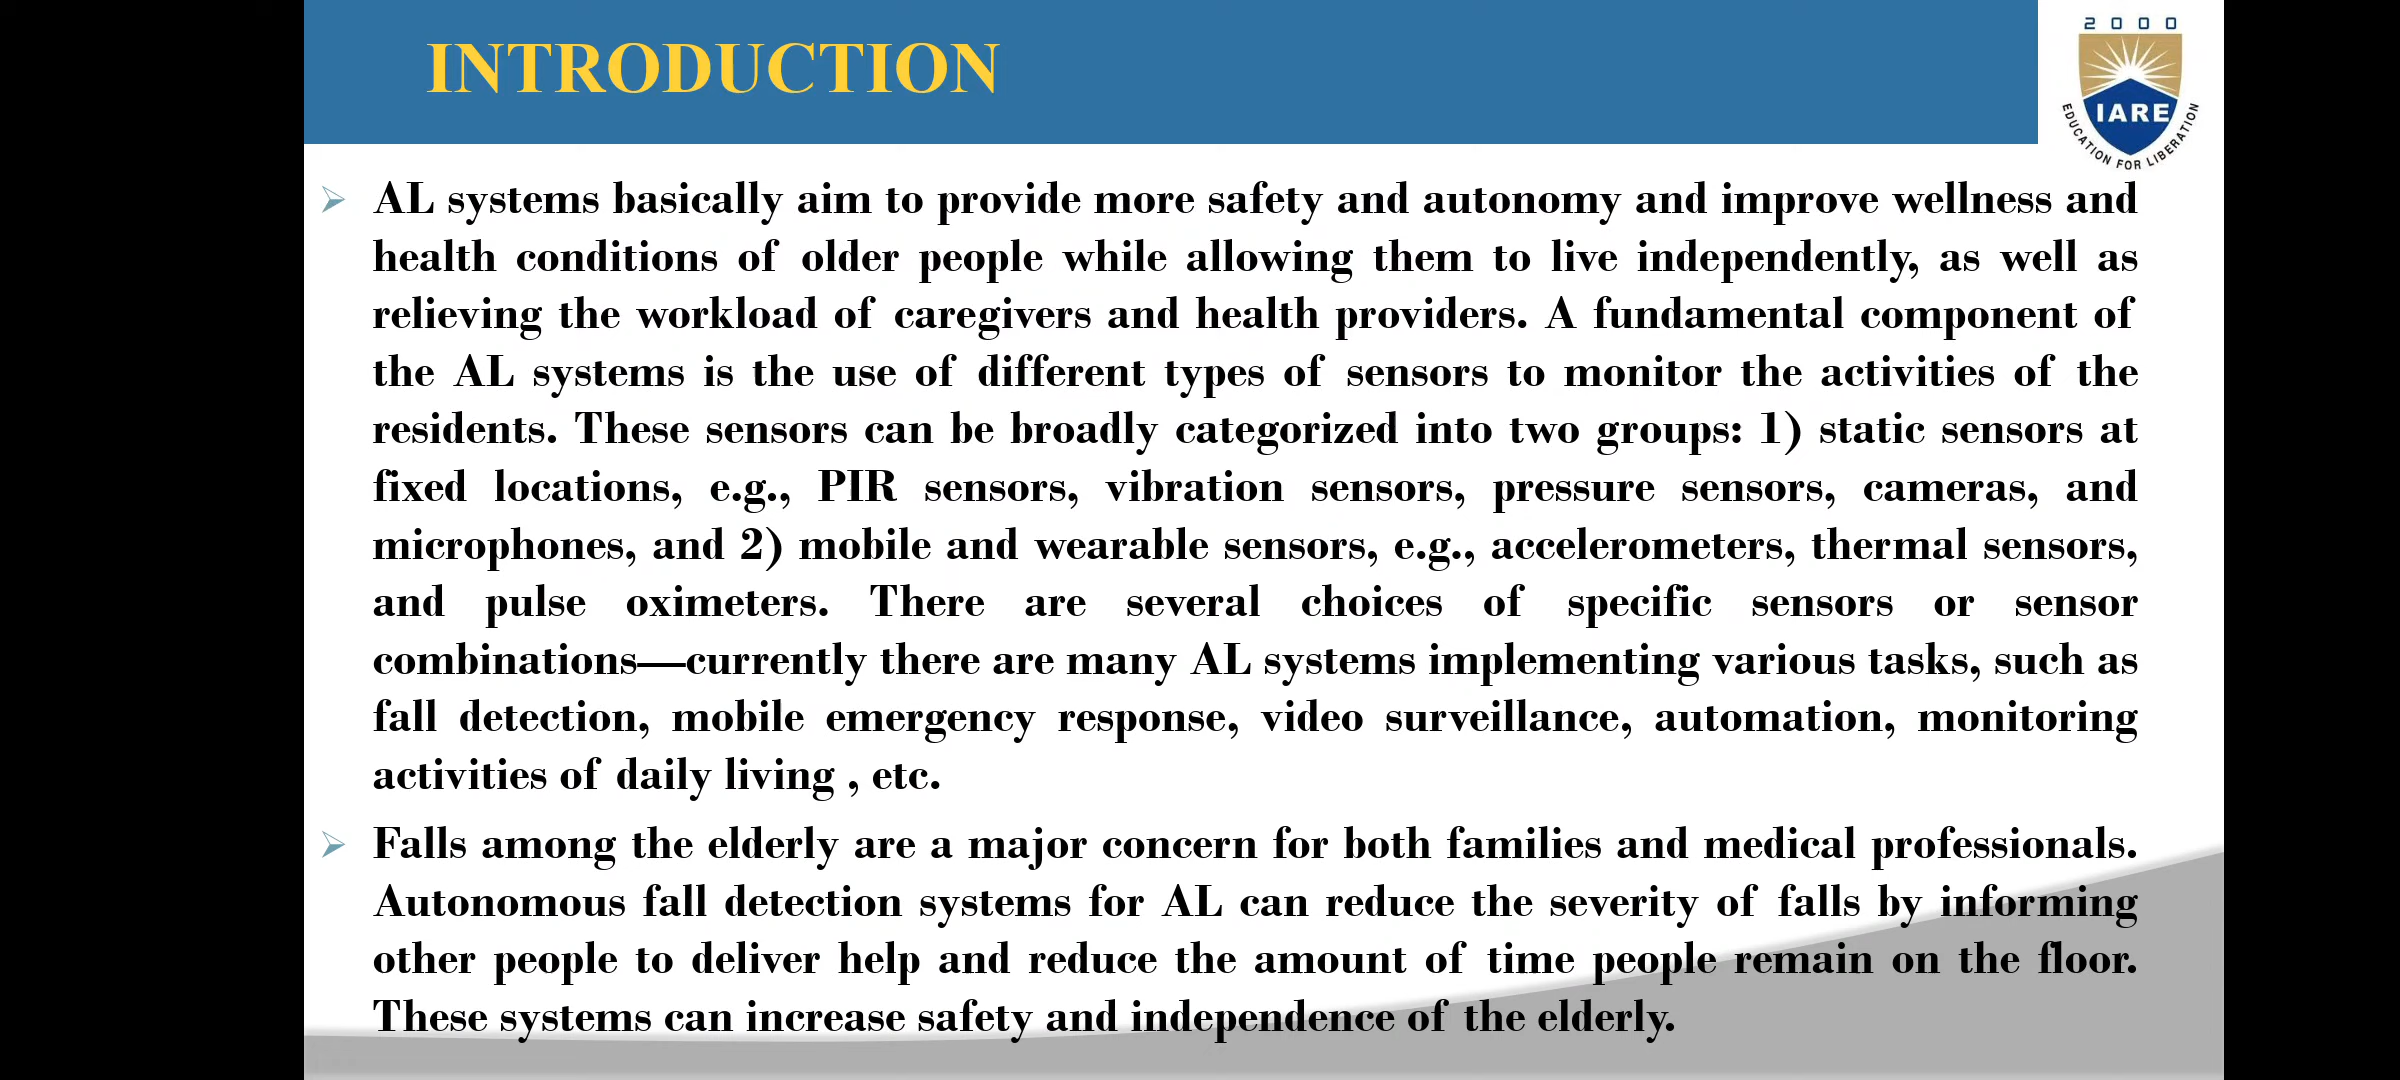 INTRODUCTION
2000
IARE
EDUCATION FOR LIBERATION
AL systems basically aim to provide more safety and autonomy and improve wellness and
health conditions of older people while allowing them to live independently, as well as
relieving the workload of caregivers and health providers. A fundamental component of
the AL systems is the use of different types of sensors to monitor the activities of the
residents. These sensors can be broadly categorized into two groups: 1) static sensors at
fixed locations, e.g., PIR sensors, vibration sensors, pressure sensors, cameras, and
microphones, and 2) mobile and wearable sensors, e.g., accelerometers, thermal sensors,
and pulse oximeters. There are several choices of specific sensors or sensor
combinations—currently there are many AL systems implementing various tasks, such as
fall detection, mobile emergency response, video surveillance, automation, monitoring
activities of daily living , etc.
Falls among the elderly are a major concern for both families and medical professionals.
Autonomous fall detection systems for AL can reduce the severity of falls by informing
other people to deliver help and reduce the amount of time people remain on the floor.
These systems can increase safety and independence of the elderly.